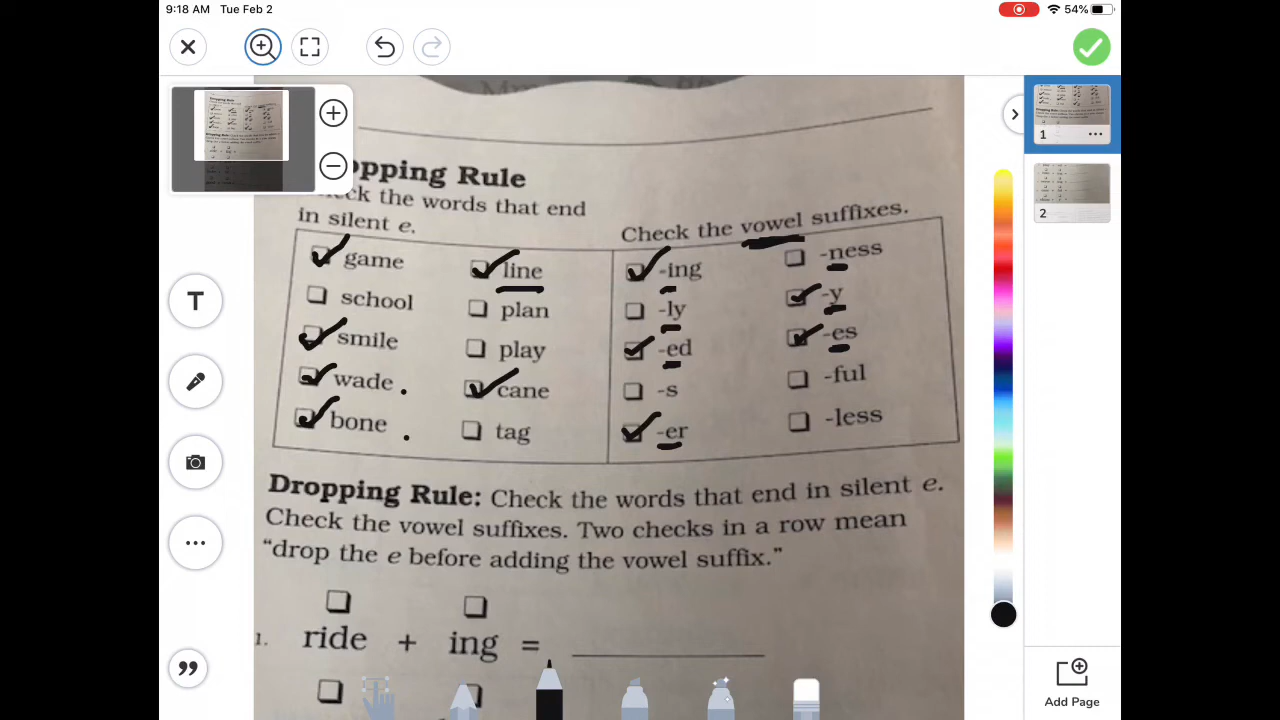 9:18 AM Tue Feb 2
54%
opping Rule
eck the words that end
in silent e.
Check the vowel suffixes.
game
line
school
plan
smile
play
wade
cane
bone
tag
-ing
-ness
-ly
-y
-ed
-es
-s
-ful
-er
-less
Dropping Rule: Check the words that end in silent e.
Check the vowel suffixes. Two checks in a row mean
“drop the e before adding the vowel suffix.”
1. ride + ing =
T
1
2
Add Page